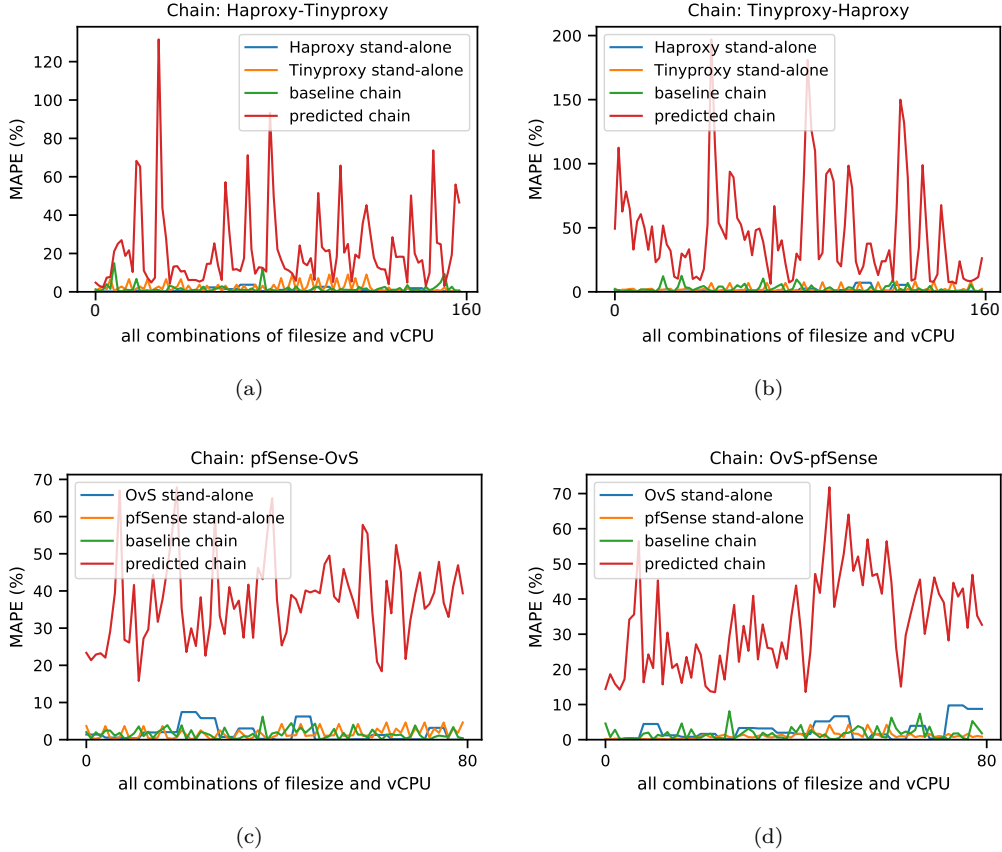 Chain: Haproxy-Tinyproxy
MAPE (%)
120
100
80
60
40
20
0
Haproxy stand-alone
Tinyproxy stand-alone
baseline chain
predicted chain
0
160
all combinations of filesize and vCPU
(a)
Chain: Tinyproxy-Haproxy
MAPE (%)
200
150
100
50
0
Haproxy stand-alone
Tinyproxy stand-alone
baseline chain
predicted chain
0
160
all combinations of filesize and vCPU
(b)
Chain: pfSense-OvS
MAPE (%)
70
60
50
40
30
20
10
0
OvS stand-alone
pfSense stand-alone
baseline chain
predicted chain
0
80
all combinations of filesize and vCPU
(c)
Chain: OvS-pfSense
MAPE (%)
70
60
50
40
30
20
10
0
OvS stand-alone
pfSense stand-alone
baseline chain
predicted chain
0
80
all combinations of filesize and vCPU
(d)